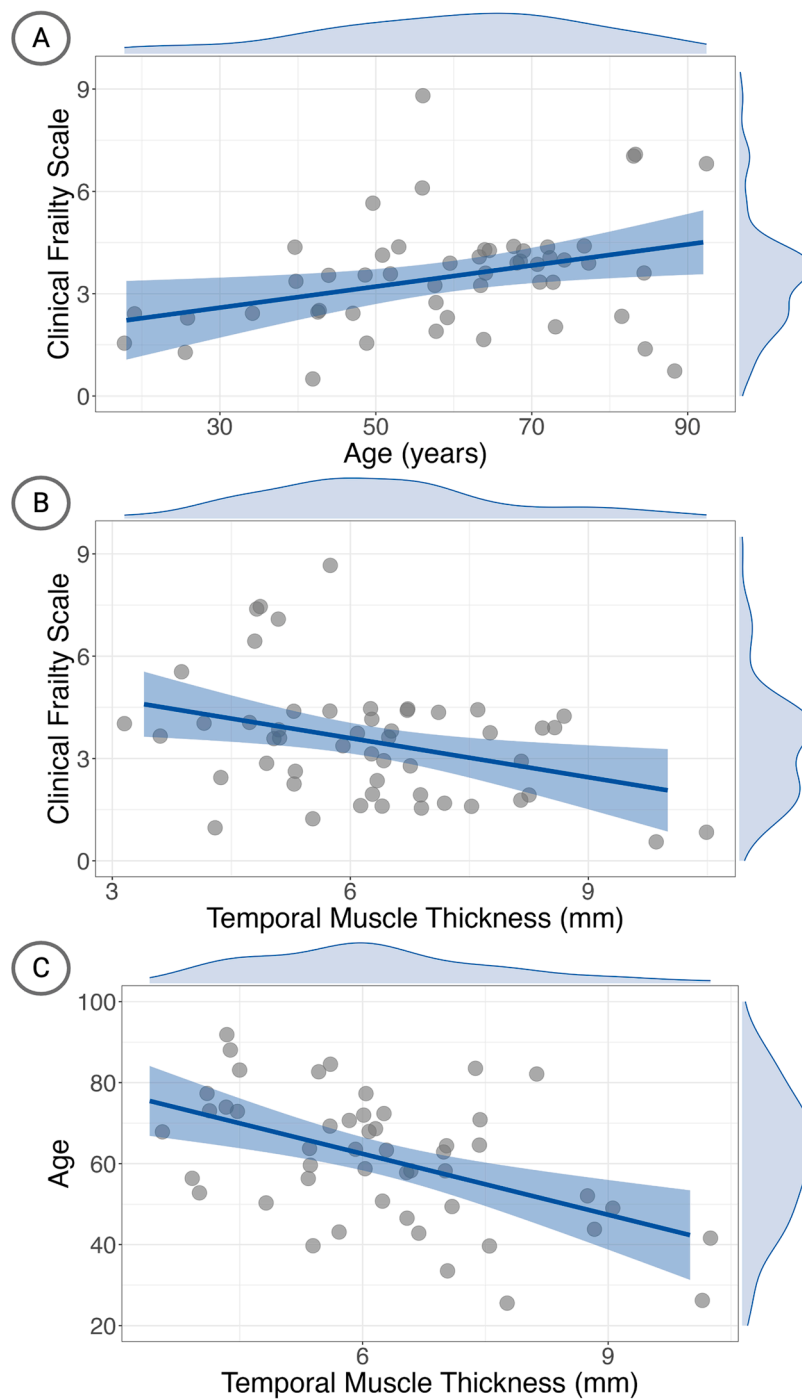 A
Clinical Frailty Scale
9
6
3
0
30 50 70 90
Age (years)
B
Clinical Frailty Scale
9
6
3
0
3 6 9
Temporal Muscle Thickness (mm)
C
Age
100
80
60
40
20
6 9
Temporal Muscle Thickness (mm)